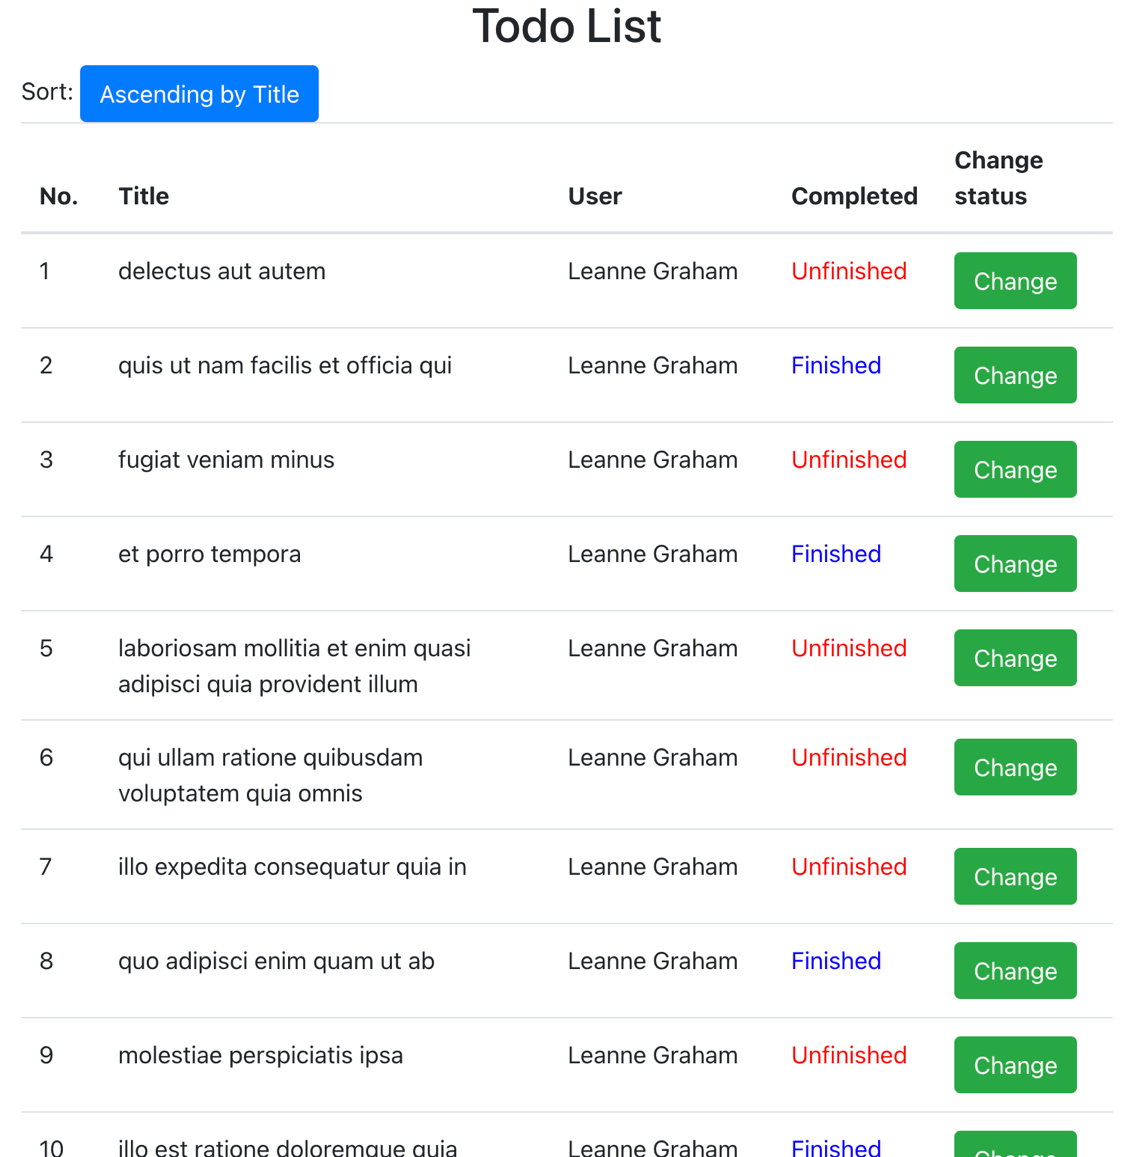 Todo List
Sort: Ascending by Title
No. Title User Completed Change status
1 delectus aut autem Leanne Graham Unfinished Change
2 quis ut nam facilis et officia qui Leanne Graham Finished Change
3 fugiat veniam minus Leanne Graham Unfinished Change
4 et porro tempora Leanne Graham Finished Change
5 laboriosam mollitia et enim quasi Leanne Graham Unfinished Change
adipisci quia provident illum
6 qui ullam ratione quibusdam Leanne Graham Unfinished Change
voluptatem quia omnis
7 illo expedita consequatur quia in Leanne Graham Unfinished Change
8 quo adipisci enim quam ut ab Leanne Graham Finished Change
9 molestiae perspiciatis ipsa Leanne Graham Unfinished Change
10 illo est ratione doloremque quia Leanne Graham Finished Change